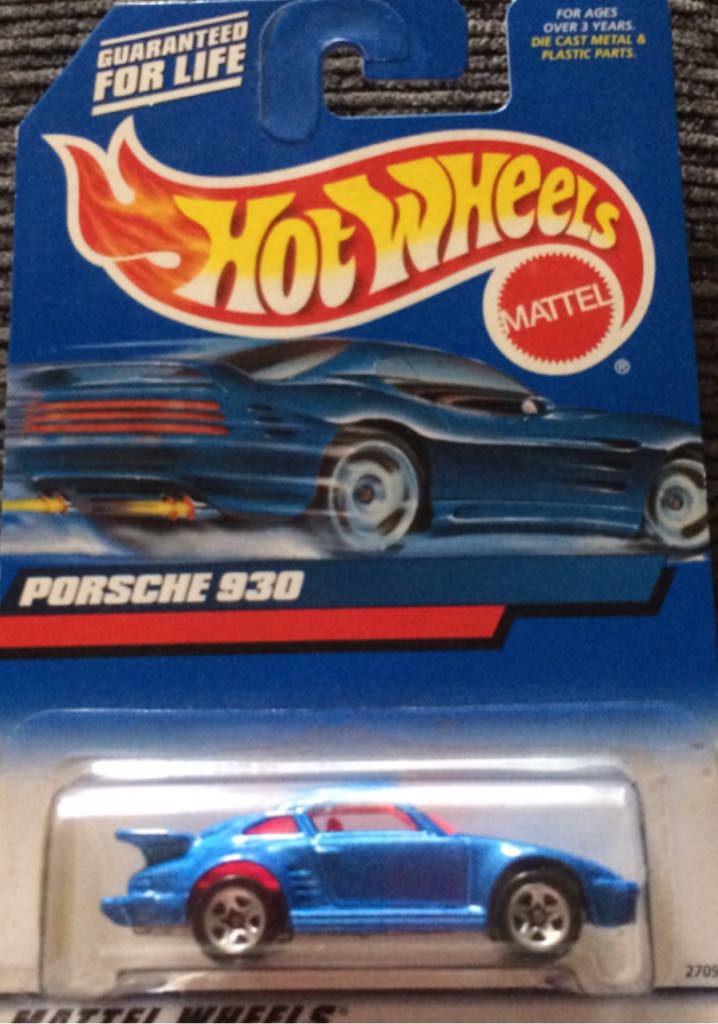 GUARANTEED
FOR LIFE
FOR AGES
OVER 3 YEARS.
DIE CAST METAL &
PLASTIC PARTS.
HOT WHEELS
MATTEL
®
PORSCHE 930
2709
MATTEL WHEELS